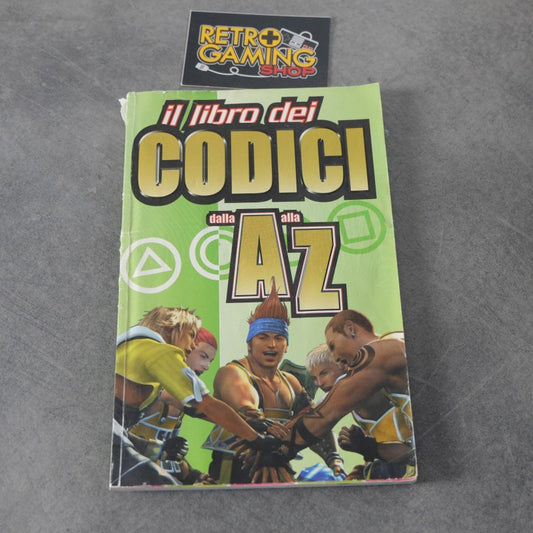 RETRO
GAMING
SHOP
il libro dei
CODICI
dalla A alla Z